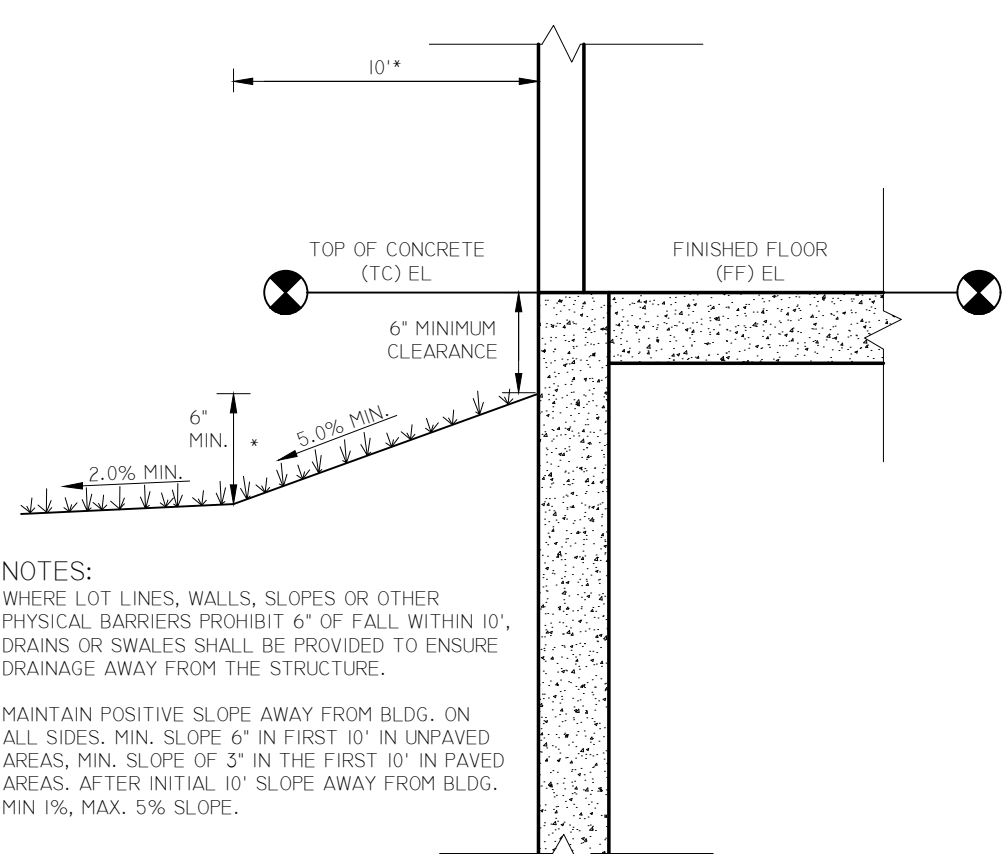 10'*
TOP OF CONCRETE
(TC) EL
FINISHED FLOOR
(FF) EL
6" MINIMUM
CLEARANCE
6"
MIN. *
5.0% MIN.
2.0% MIN.
NOTES:
WHERE LOT LINES, WALLS, SLOPES OR OTHER
PHYSICAL BARRIERS PROHIBIT 6" OF FALL WITHIN 10',
DRAINS OR SWALES SHALL BE PROVIDED TO ENSURE
DRAINAGE AWAY FROM THE STRUCTURE.
MAINTAIN POSITIVE SLOPE AWAY FROM BLDG. ON
ALL SIDES. MIN. SLOPE 6" IN FIRST 10' IN UNPAVED
AREAS, MIN. SLOPE OF 3" IN THE FIRST 10' IN PAVED
AREAS. AFTER INITIAL 10' SLOPE AWAY FROM BLDG.
MIN 1%, MAX. 5% SLOPE.